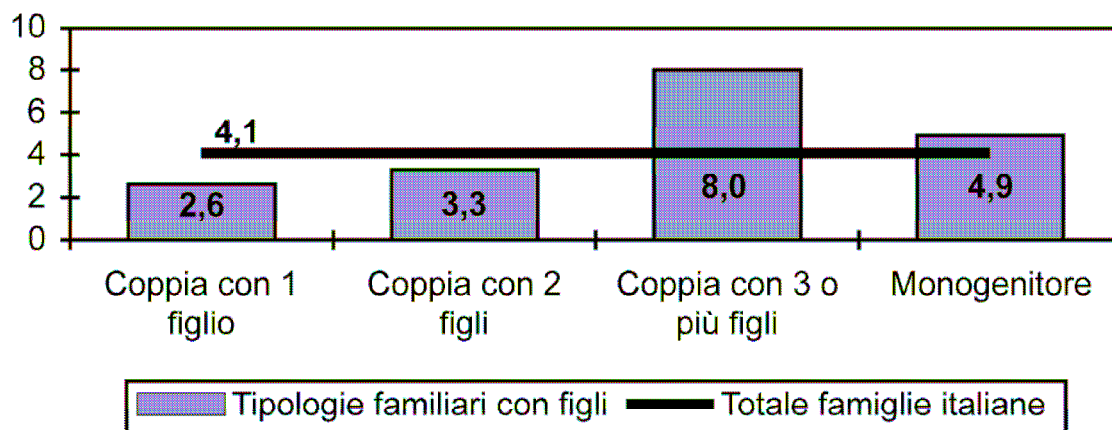 10
8
6
4
2
0
4,1
2,6
3,3
8,0
4,9
Coppia con 1
figlio
Coppia con 2
figli
Coppia con 3 o
più figli
Monogenitore
Tipologie familiari con figli
Totale famiglie italiane